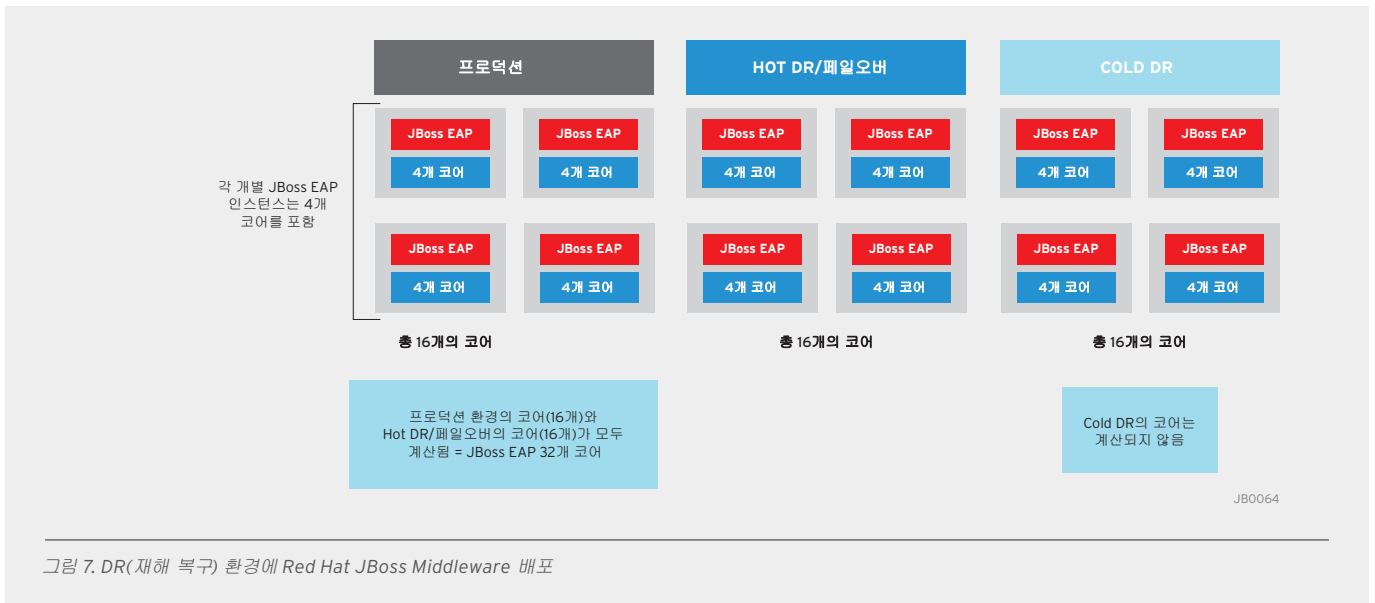 프로덕션
HOT DR/페일오버
COLD DR
각 개별 JBoss EAP
인스턴스는 4개
코어를 포함
JBoss EAP
JBoss EAP
JBoss EAP
JBoss EAP
JBoss EAP
JBoss EAP
4개 코어
4개 코어
4개 코어
4개 코어
4개 코어
4개 코어
JBoss EAP
JBoss EAP
JBoss EAP
JBoss EAP
JBoss EAP
JBoss EAP
4개 코어
4개 코어
4개 코어
4개 코어
4개 코어
4개 코어
총 16개의 코어
총 16개의 코어
총 16개의 코어
프로덕션 환경의 코어(16개)와
Hot DR/페일오버의 코어(16개)가 모두
계산됨 = JBoss EAP 32개 코어
Cold DR의 코어는
계산되지 않음
JB0064
그림 7. DR(재해 복구) 환경에 Red Hat JBoss Middleware 배포